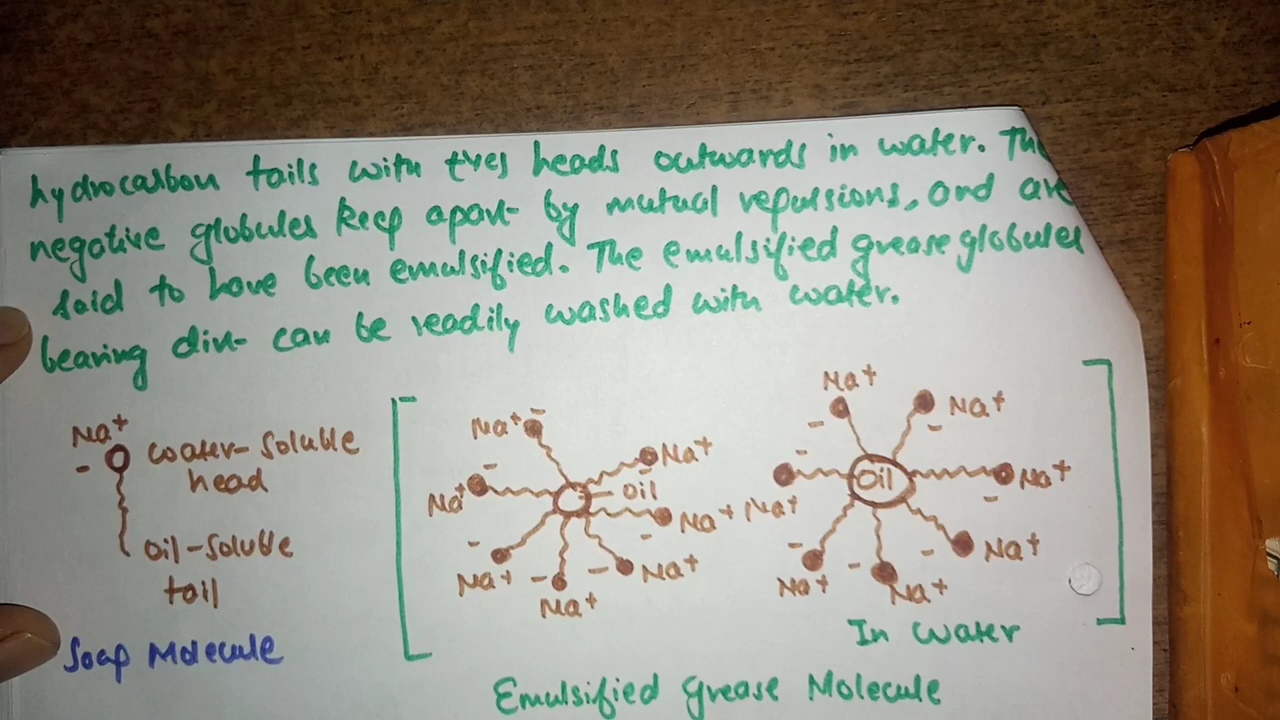 hydrocarbon tails with tres heads outwards in water. The
negative globules keep apart by mutual repulsions, and are
said to have been emulsified. The emulsified grease globules
bearing dirt can be readily washed with water.
Na+
- water-soluble
head
oil-soluble
tail
Soap Molecule
Na+ -
Na+
-
- Oil
Na+
-
Na+
-
Na+
-
Na+
-
Na+
-
Na+
Na+
-
Na+
-
Oil
-
Na+
-
Na+
-
Na+
-
Na+
-
Na+
In water
Emulsified Grease Molecule